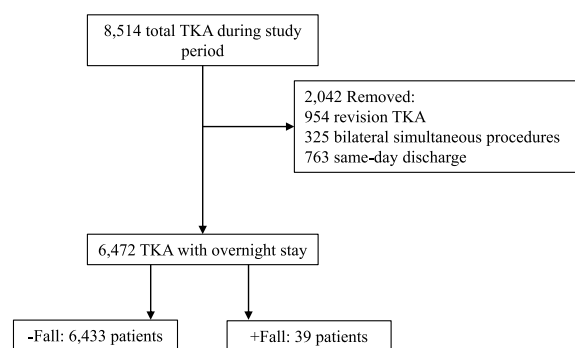 8,514 total TKA during study
period
2,042 Removed:
954 revision TKA
325 bilateral simultaneous procedures
763 same-day discharge
6,472 TKA with overnight stay
-Fall: 6,433 patients
+Fall: 39 patients